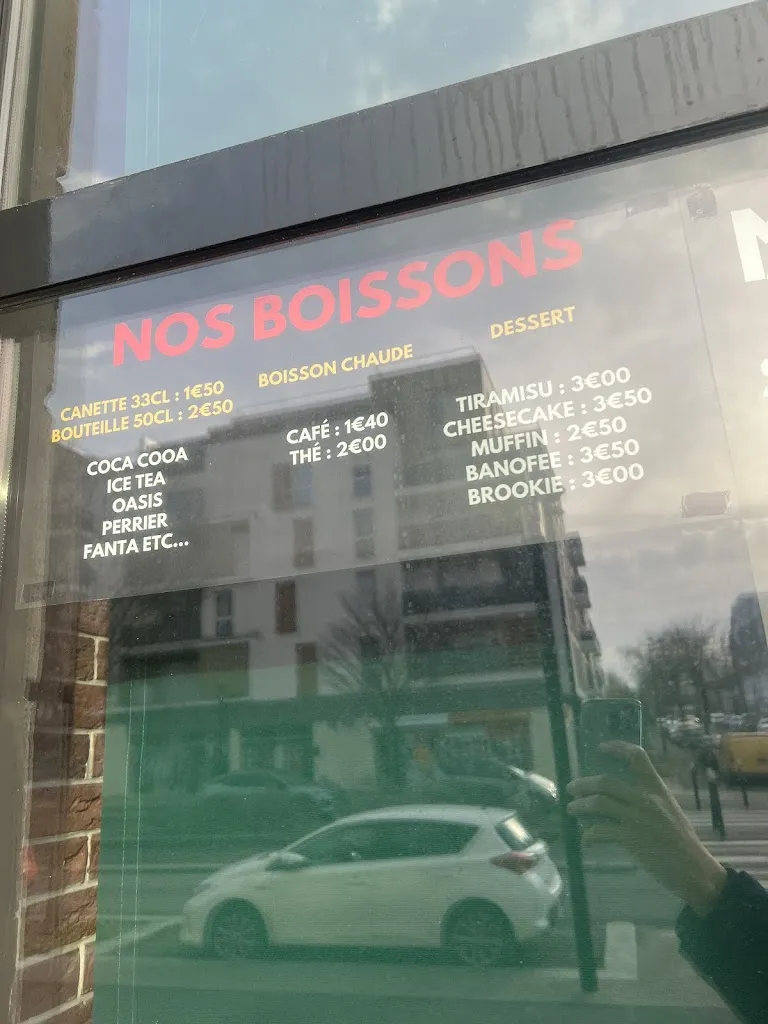 NOS BOISSONS
CANETTE 33CL : 1€50
BOUTEILLE 50CL : 2€50
COCA COOA
ICE TEA
OASIS
PERRIER
FANTA ETC...
BOISSON CHAUDE
CAFÉ : 1€40
THÉ : 2€00
DESSERT
TIRAMISU : 3€00
CHEESECAKE : 3€50
MUFFIN : 2€50
BANOFEE : 3€50
BROOKIE : 3€00